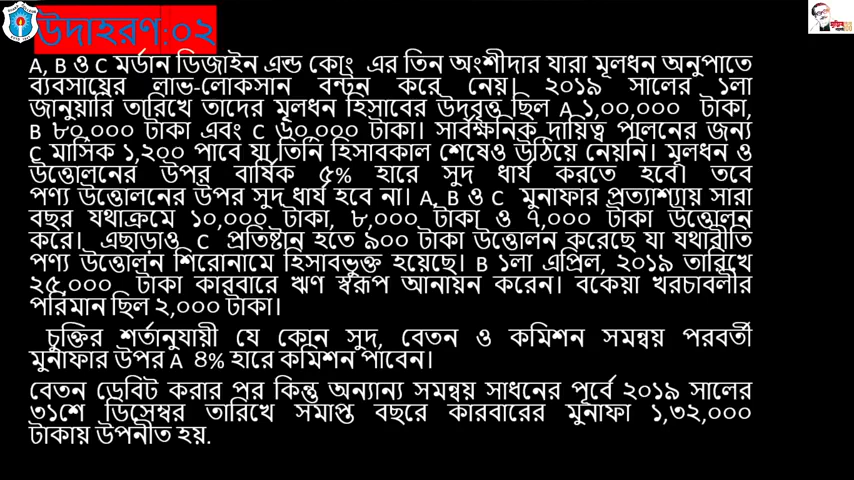 উদাহরণ:০২
A, B ও C মর্ডান ডিজাইন এন্ড কোং এর তিন অংশীদার যারা মূলধন অনুপাতে
ব্যবসায়ের লাভ-লোকসান বন্টন করে নেয়। ২০১৯ সালের ১লা
জানুয়ারি তারিখে তাদের মূলধন হিসাবের উদবৃত্ত ছিল A ১,০০,০০০ টাকা,
B ৮০,০০০ টাকা এবং C ৬০,০০০ টাকা। সার্বক্ষনিক দায়িত্ব পালনের জন্য
C মাসিক ১,২০০ পাবে যা তিনি হিসাবকাল শেষেও উঠিয়ে নেয়নি। মূলধন ও
উত্তোলনের উপর বার্ষিক ৫% হারে সুদ ধার্য করতে হবে। তবে
পণ্য উত্তোলনের উপর সুদ ধার্য হবে না। A, B ও C মুনাফার প্রত্যাশ্যায় সারা
বছর যথাক্রমে ১০,০০০ টাকা, ৮,০০০ টাকা ও ৭,০০০ টাকা উত্তোলন
করে। এছাড়াও C প্রতিষ্টান হতে ৯০০ টাকা উত্তোলন করেছে যা যথারীতি
পণ্য উত্তোলন শিরোনামে হিসাবভুক্ত হয়েছে। B ১লা এপ্রিল, ২০১৯ তারিখে
২৫,০০০ টাকা কারবারে ঋণ স্বরূপ আনায়ন করেন। বকেয়া খরচাবলীর
পরিমান ছিল ২,০০০ টাকা।
চুক্তির শর্তানুযায়ী যে কোন সুদ, বেতন ও কমিশন সমন্বয় পরবর্তী
মুনাফার উপর A ৪% হারে কমিশন পাবেন।
বেতন ডেবিট করার পর কিন্তু অন্যান্য সমন্বয় সাধনের পূর্বে ২০১৯ সালের
৩১শে ডিসেম্বর তারিখে সমাপ্ত বছরে কারবারের মুনাফা ১,৩২,০০০
টাকায় উপনীত হয়.